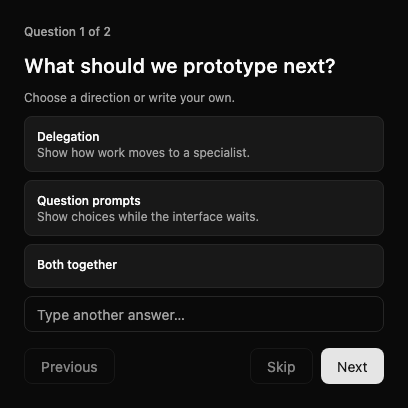 Question 1 of 2
What should we prototype next?
Choose a direction or write your own.
Delegation
Show how work moves to a specialist.
Question prompts
Show choices while the interface waits.
Both together
Type another answer...
Previous
Skip
Next